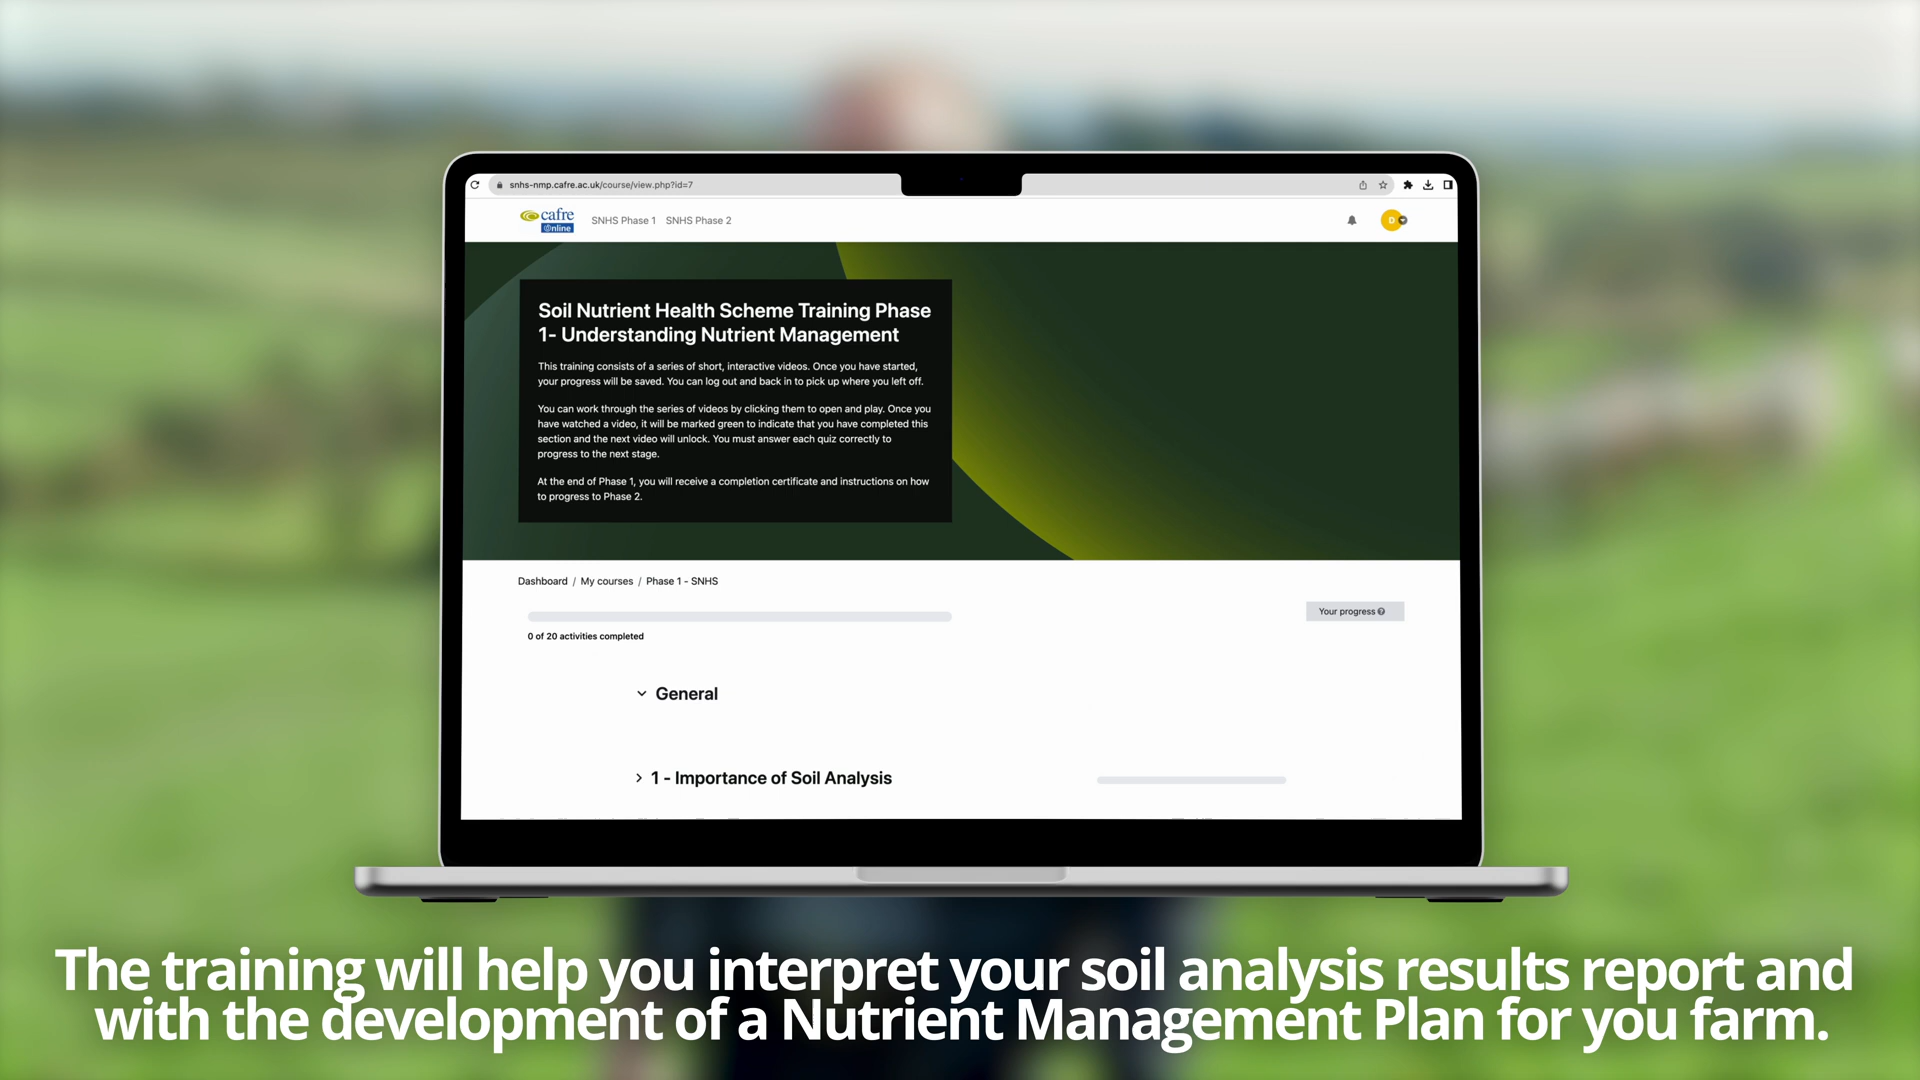 snhs-nmp.cafre.ac.uk/course/view.php?id=7
cafre
online
SNHS Phase 1 SNHS Phase 2
D
Soil Nutrient Health Scheme Training Phase
1- Understanding Nutrient Management
This training consists of a series of short, interactive videos. Once you have started,
your progress will be saved. You can log out and back in to pick up where you left off.
You can work through the series of videos by clicking them to open and play. Once you
have watched a video, it will be marked green to indicate that you have completed this
section and the next video will unlock. You must answer each quiz correctly to
progress to the next stage.
At the end of Phase 1, you will receive a completion certificate and instructions on how
to progress to Phase 2.
Dashboard / My courses / Phase 1 - SNHS
Your progress
0 of 20 activities completed
General
1 - Importance of Soil Analysis
The training will help you interpret your soil analysis results report and
with the development of a Nutrient Management Plan for you farm.